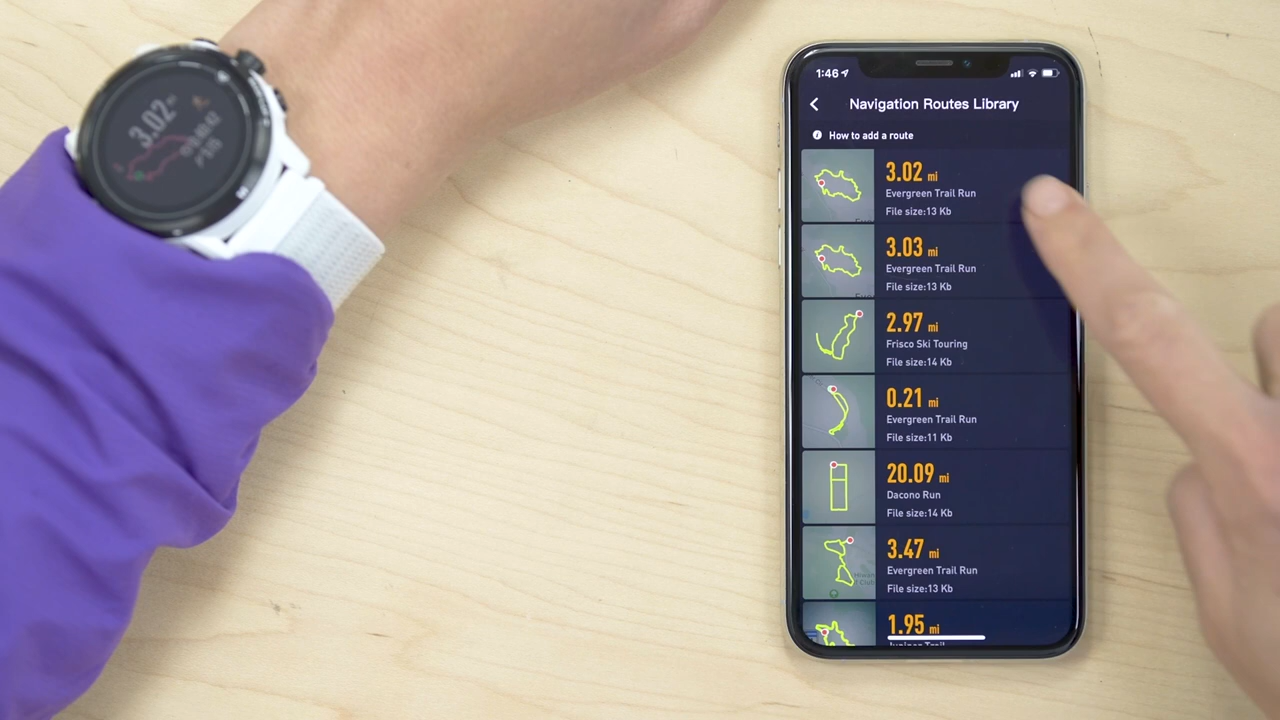 3.02
1:46
Navigation Routes Library
How to add a route
3.02 mi
Evergreen Trail Run
File size:13 Kb
3.03 mi
Evergreen Trail Run
File size:13 Kb
2.97 mi
Frisco Ski Touring
File size:14 Kb
0.21 mi
Evergreen Trail Run
File size:11 Kb
20.09 mi
Dacono Run
File size:14 Kb
3.47 mi
Evergreen Trail Run
File size:13 Kb
1.95 mi
Juniper Trail